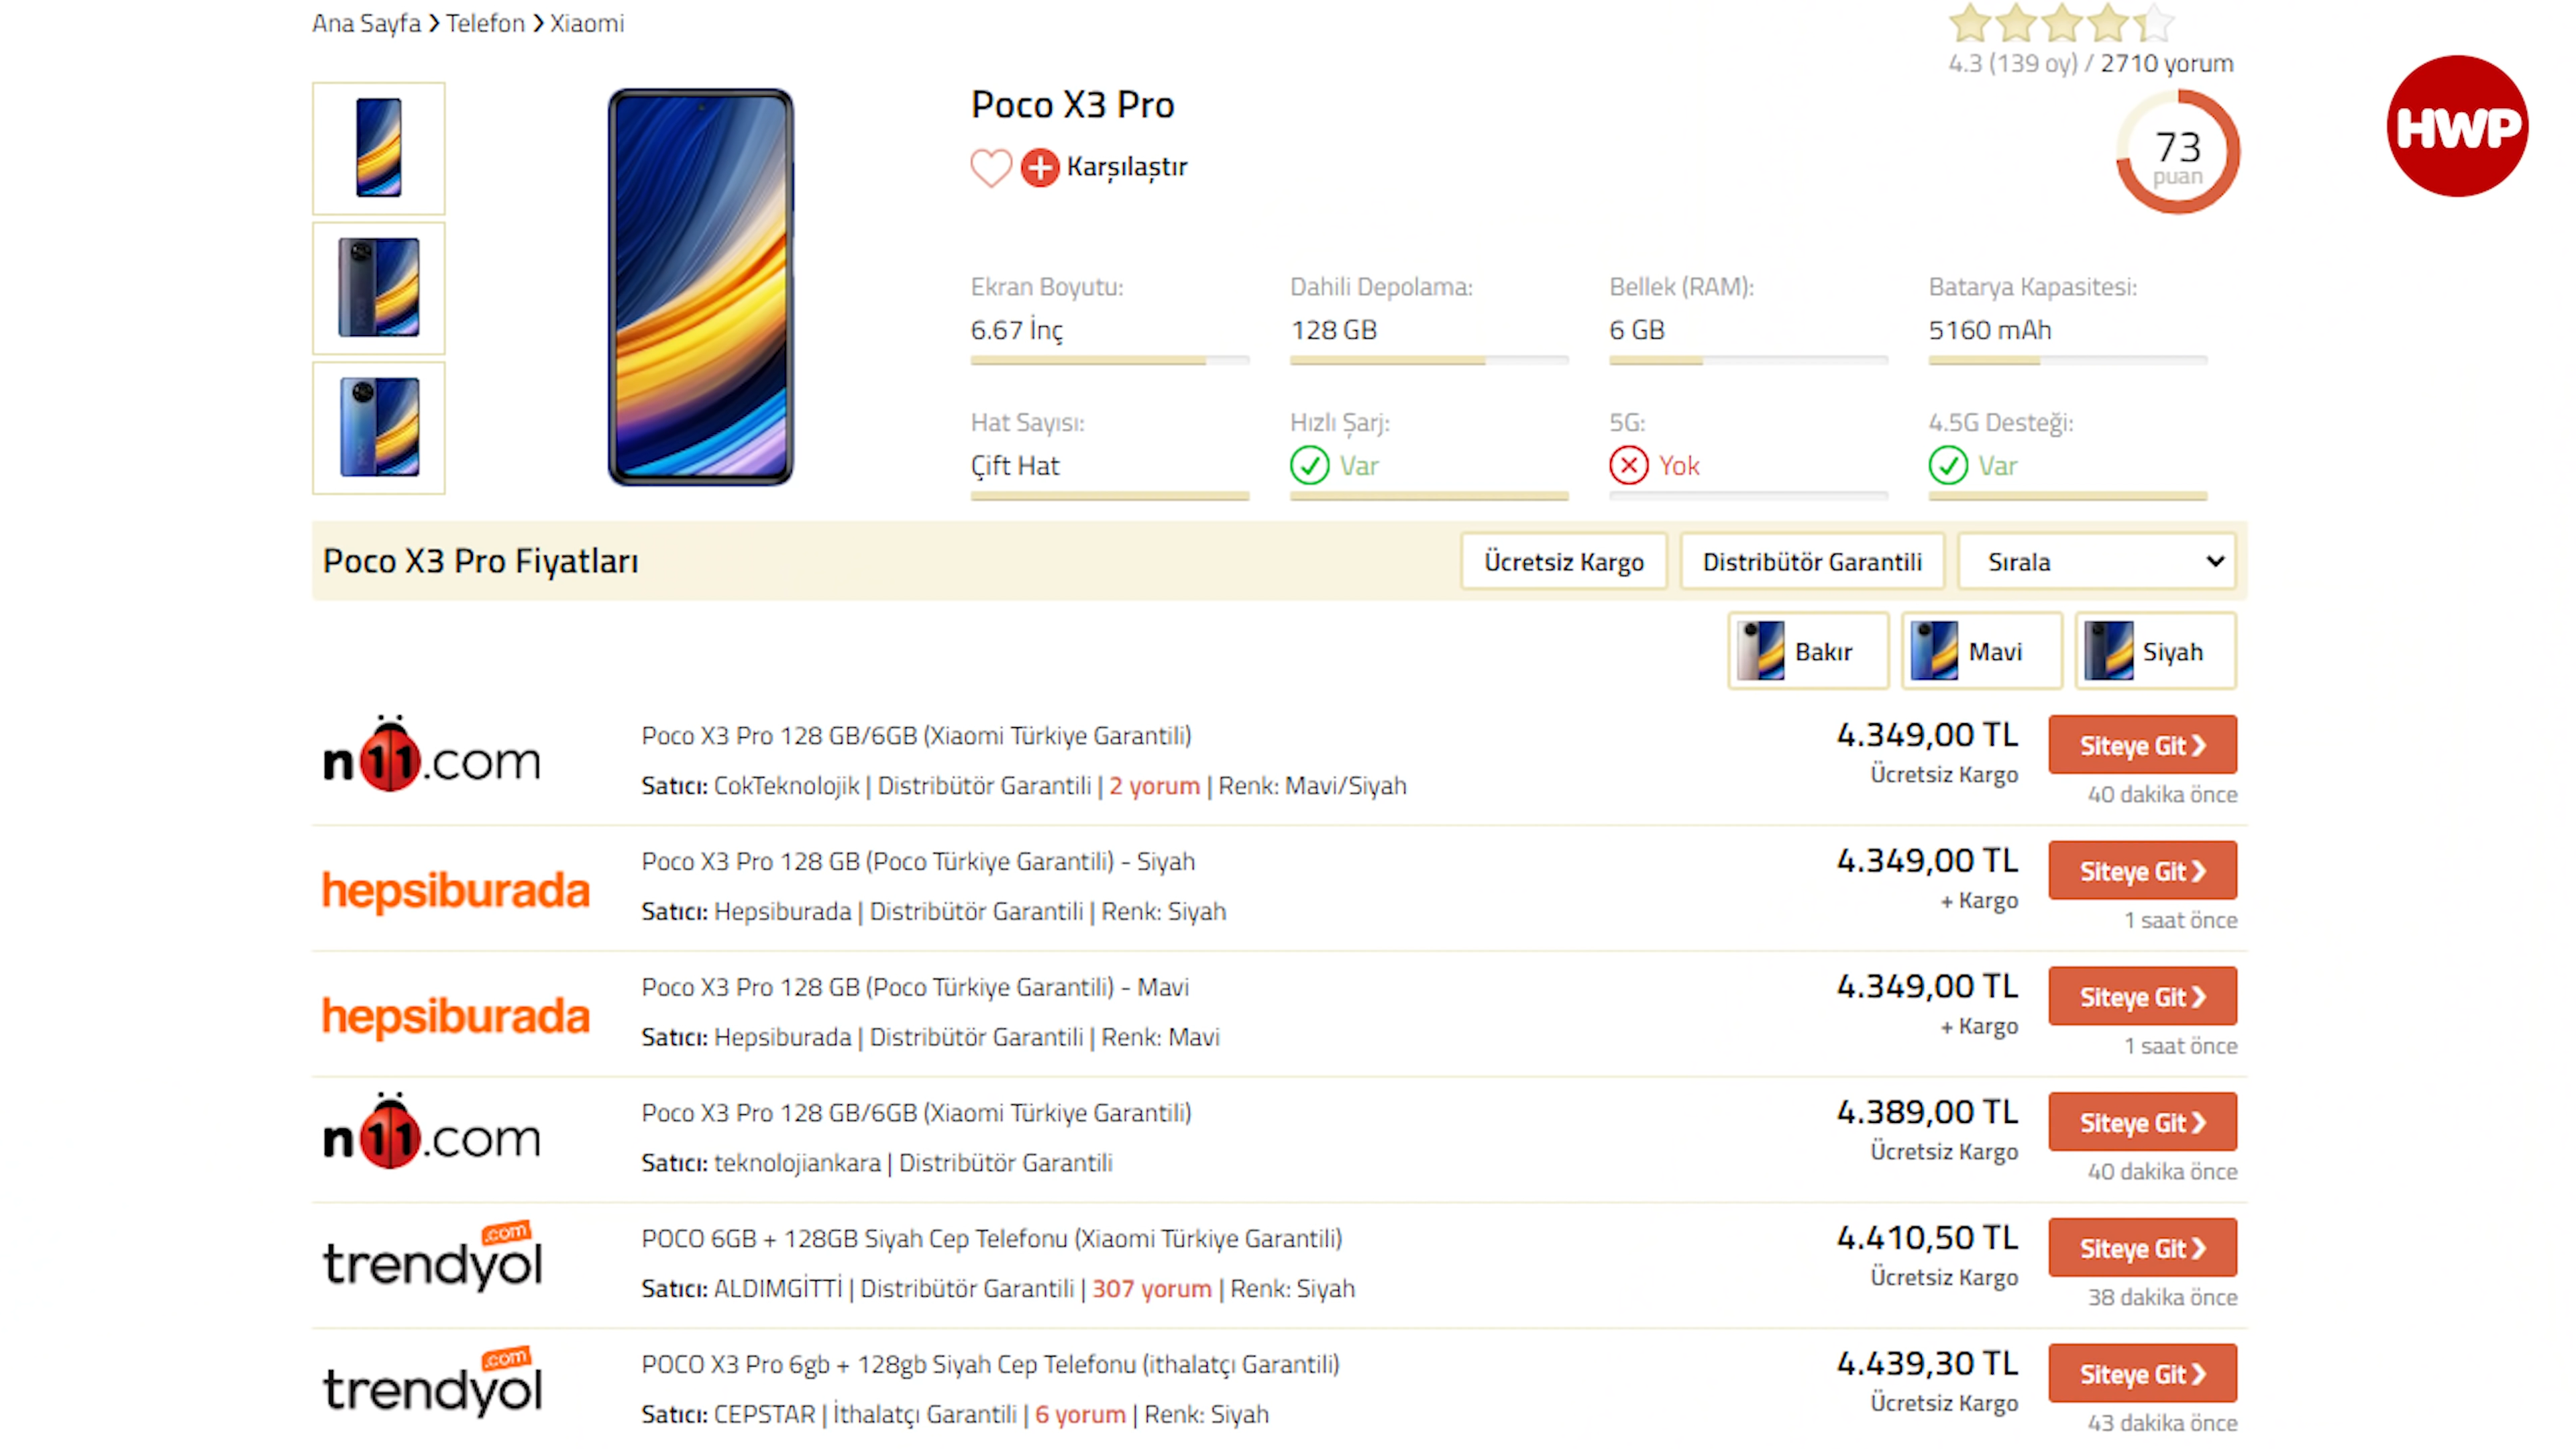 Ana Sayfa > Telefon > Xiaomi
4.3 (139 oy) / 2710 yorum
HWP
Poco X3 Pro
Karşılaştır
73
puan
Ekran Boyutu:
6.67 İnç
Dahili Depolama:
128 GB
Bellek (RAM):
6 GB
Batarya Kapasitesi:
5160 mAh
Hat Sayısı:
Çift Hat
Hızlı Şarj:
Var
5G:
Yok
4.5G Desteği:
Var
Poco X3 Pro Fiyatları
Ücretsiz Kargo
Distribütör Garantili
Sırala
Bakır
Mavi
Siyah
n11.com
Poco X3 Pro 128 GB/6GB (Xiaomi Türkiye Garantili)
Satıcı: CokTeknolojik | Distribütör Garantili | 2 yorum | Renk: Mavi/Siyah
4.349,00 TL
Ücretsiz Kargo
Siteye Git >
40 dakika önce
hepsiburada
Poco X3 Pro 128 GB (Poco Türkiye Garantili) - Siyah
Satıcı: Hepsiburada | Distribütör Garantili | Renk: Siyah
4.349,00 TL
+ Kargo
Siteye Git >
1 saat önce
hepsiburada
Poco X3 Pro 128 GB (Poco Türkiye Garantili) - Mavi
Satıcı: Hepsiburada | Distribütör Garantili | Renk: Mavi
4.349,00 TL
+ Kargo
Siteye Git >
1 saat önce
n11.com
Poco X3 Pro 128 GB/6GB (Xiaomi Türkiye Garantili)
Satıcı: teknolojiankara | Distribütör Garantili
4.389,00 TL
Ücretsiz Kargo
Siteye Git >
40 dakika önce
trendyol.com
POCO 6GB + 128GB Siyah Cep Telefonu (Xiaomi Türkiye Garantili)
Satıcı: ALDIMGİTTİ | Distribütör Garantili | 307 yorum | Renk: Siyah
4.410,50 TL
Ücretsiz Kargo
Siteye Git >
38 dakika önce
trendyol.com
POCO X3 Pro 6gb + 128gb Siyah Cep Telefonu (ithalatçı Garantili)
Satıcı: CEPSTAR | İthalatçı Garantili | 6 yorum | Renk: Siyah
4.439,30 TL
Ücretsiz Kargo
Siteye Git >
43 dakika önce